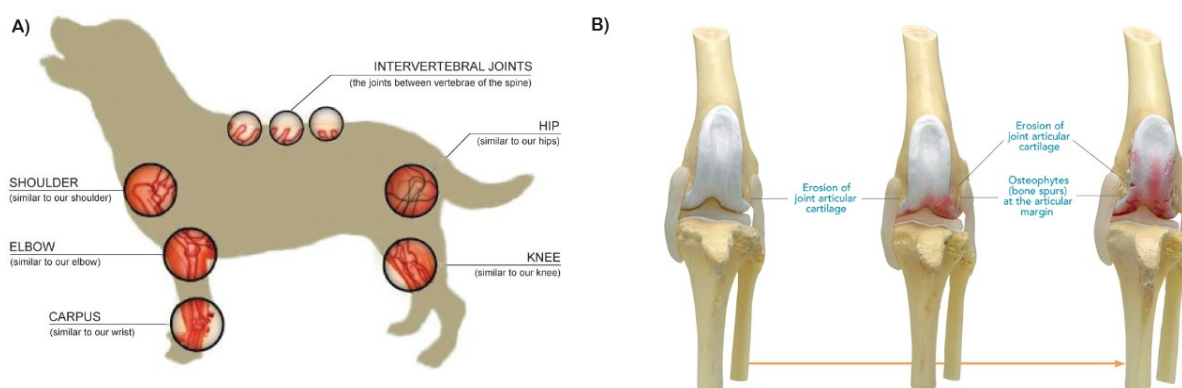 A)
INTERVERTEBRAL JOINTS
(the joints between vertebrae of the spine)
HIP
(similar to our hips)
SHOULDER
(similar to our shoulder)
ELBOW
(similar to our elbow)
KNEE
(similar to our knee)
CARPUS
(similar to our wrist)
B)
Erosion of
joint articular
cartilage
Erosion of
joint articular
cartilage
Osteophytes
(bone spurs)
at the articular
margin